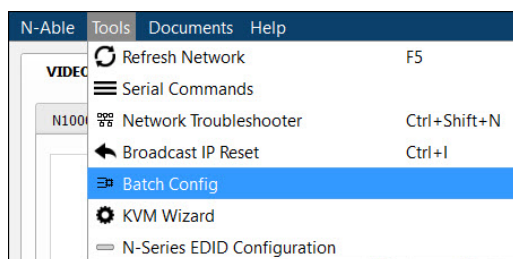 N-Able Tools Documents Help
Refresh Network F5
VIDEO
Serial Commands
N100
Network Troubleshooter Ctrl+Shift+N
Broadcast IP Reset Ctrl+I
Batch Config
KVM Wizard
N-Series EDID Configuration